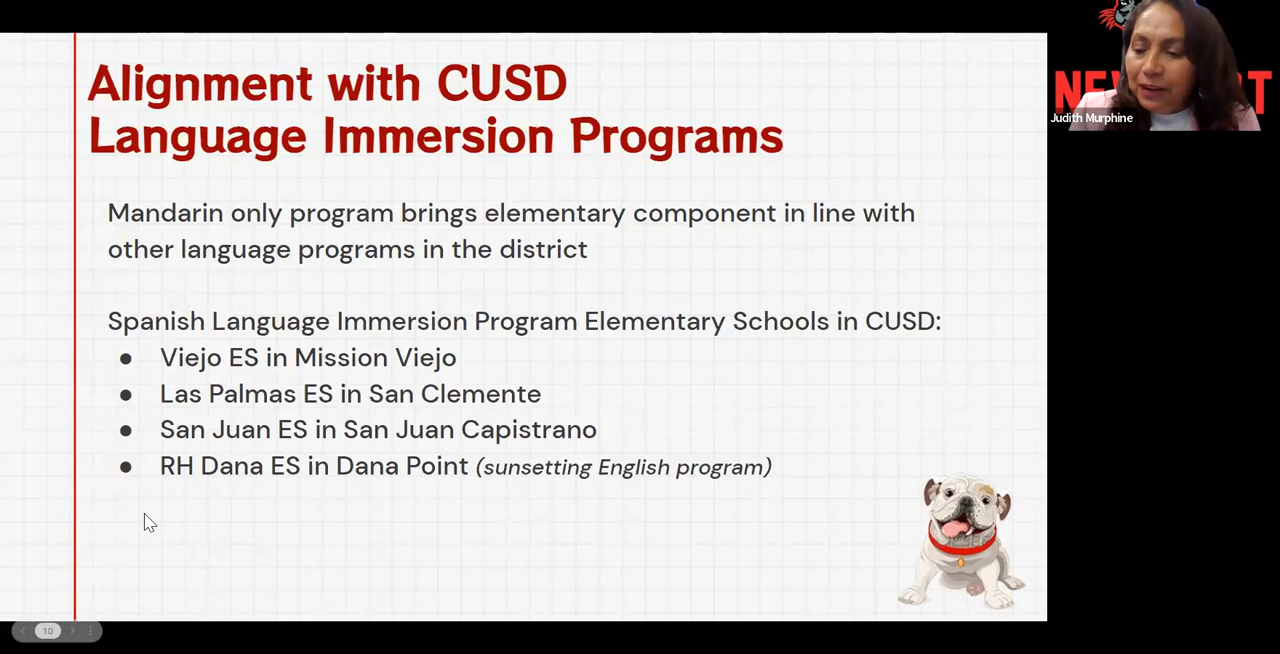 Alignment with CUSD
Language Immersion Programs
Mandarin only program brings elementary component in line with
other language programs in the district
Spanish Language Immersion Program Elementary Schools in CUSD:
● Viejo ES in Mission Viejo
● Las Palmas ES in San Clemente
● San Juan ES in San Juan Capistrano
● RH Dana ES in Dana Point (sunsetting English program)
Judith Murphine
10